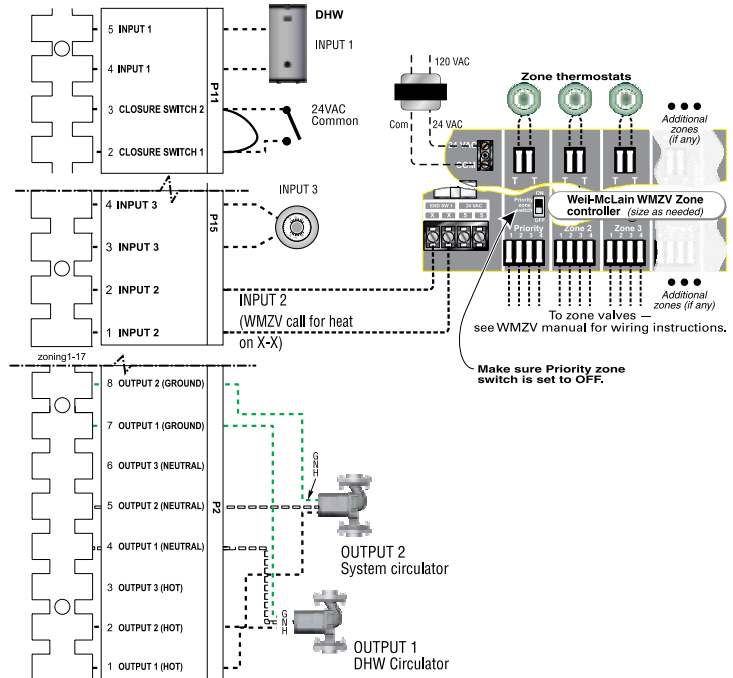 5 INPUT 1
4 INPUT 1
3 CLOSURE SWITCH 2
2 CLOSURE SWITCH 1
P11
DHW
INPUT 1
24VAC
Common
120 VAC
Com
24 VAC
24 VAC
COM
Zone thermostats
Additional
zones
(if any)
T T T T T T
4 INPUT 3
3 INPUT 3
2 INPUT 2
1 INPUT 2
P15
INPUT 3
INPUT 2
(WMZV call for heat
on X-X)
END SW 1 24 VAC
X X S S
Priority
zone
switch
ON
OFF
Weil-McLain WMZV Zone
controller (size as needed)
Priority Zone 2 Zone 3
1 2 3 4 1 2 3 4 1 2 3 4
Additional
zones (if any)
To zone valves —
see WMZV manual for wiring instructions.
Make sure Priority zone
switch is set to OFF.
zoning1-17
8 OUTPUT 2 (GROUND)
7 OUTPUT 1 (GROUND)
6 OUTPUT 3 (NEUTRAL)
5 OUTPUT 2 (NEUTRAL)
4 OUTPUT 1 (NEUTRAL)
3 OUTPUT 3 (HOT)
2 OUTPUT 2 (HOT)
1 OUTPUT 1 (HOT)
P2
G
N
H
OUTPUT 2
System circulator
G
N
H
OUTPUT 1
DHW Circulator